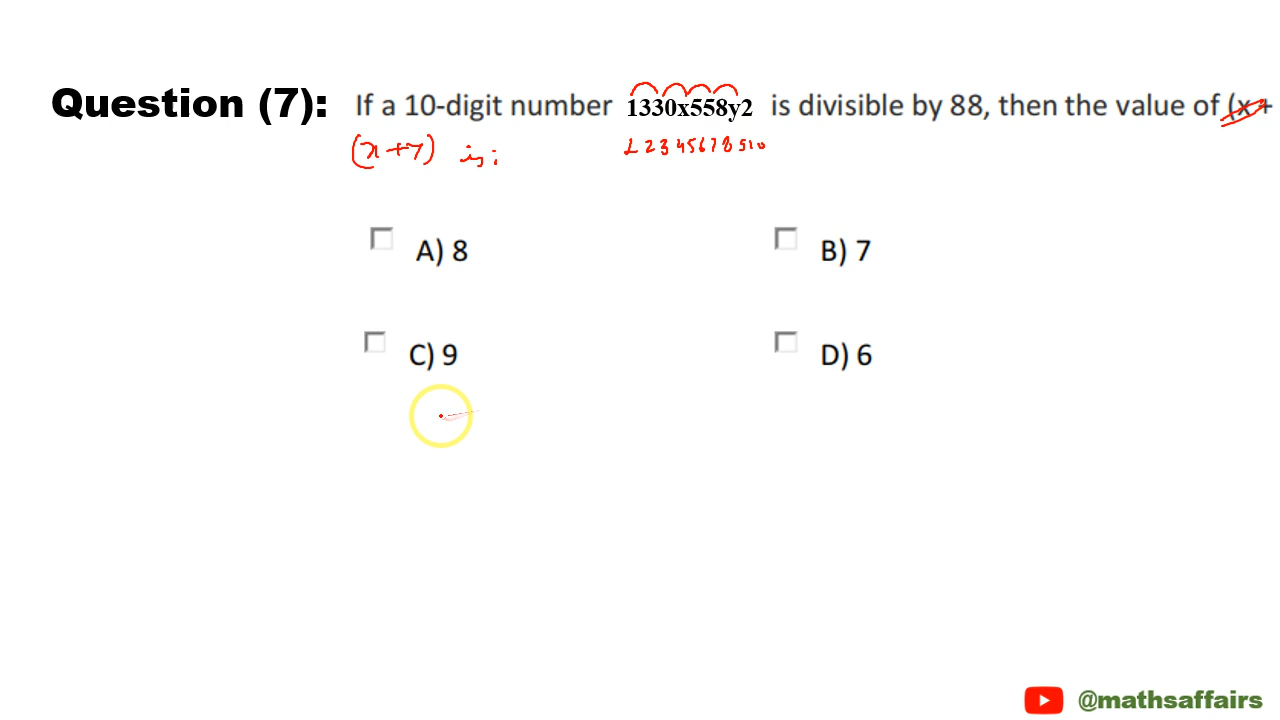 Question (7): If a 10-digit number 1330x558y2 is divisible by 88, then the value of (x +
(x + y) is:
1 2 3 4 5 6 7 8 9 10
A) 8
B) 7
C) 9
D) 6
@mathsaffairs